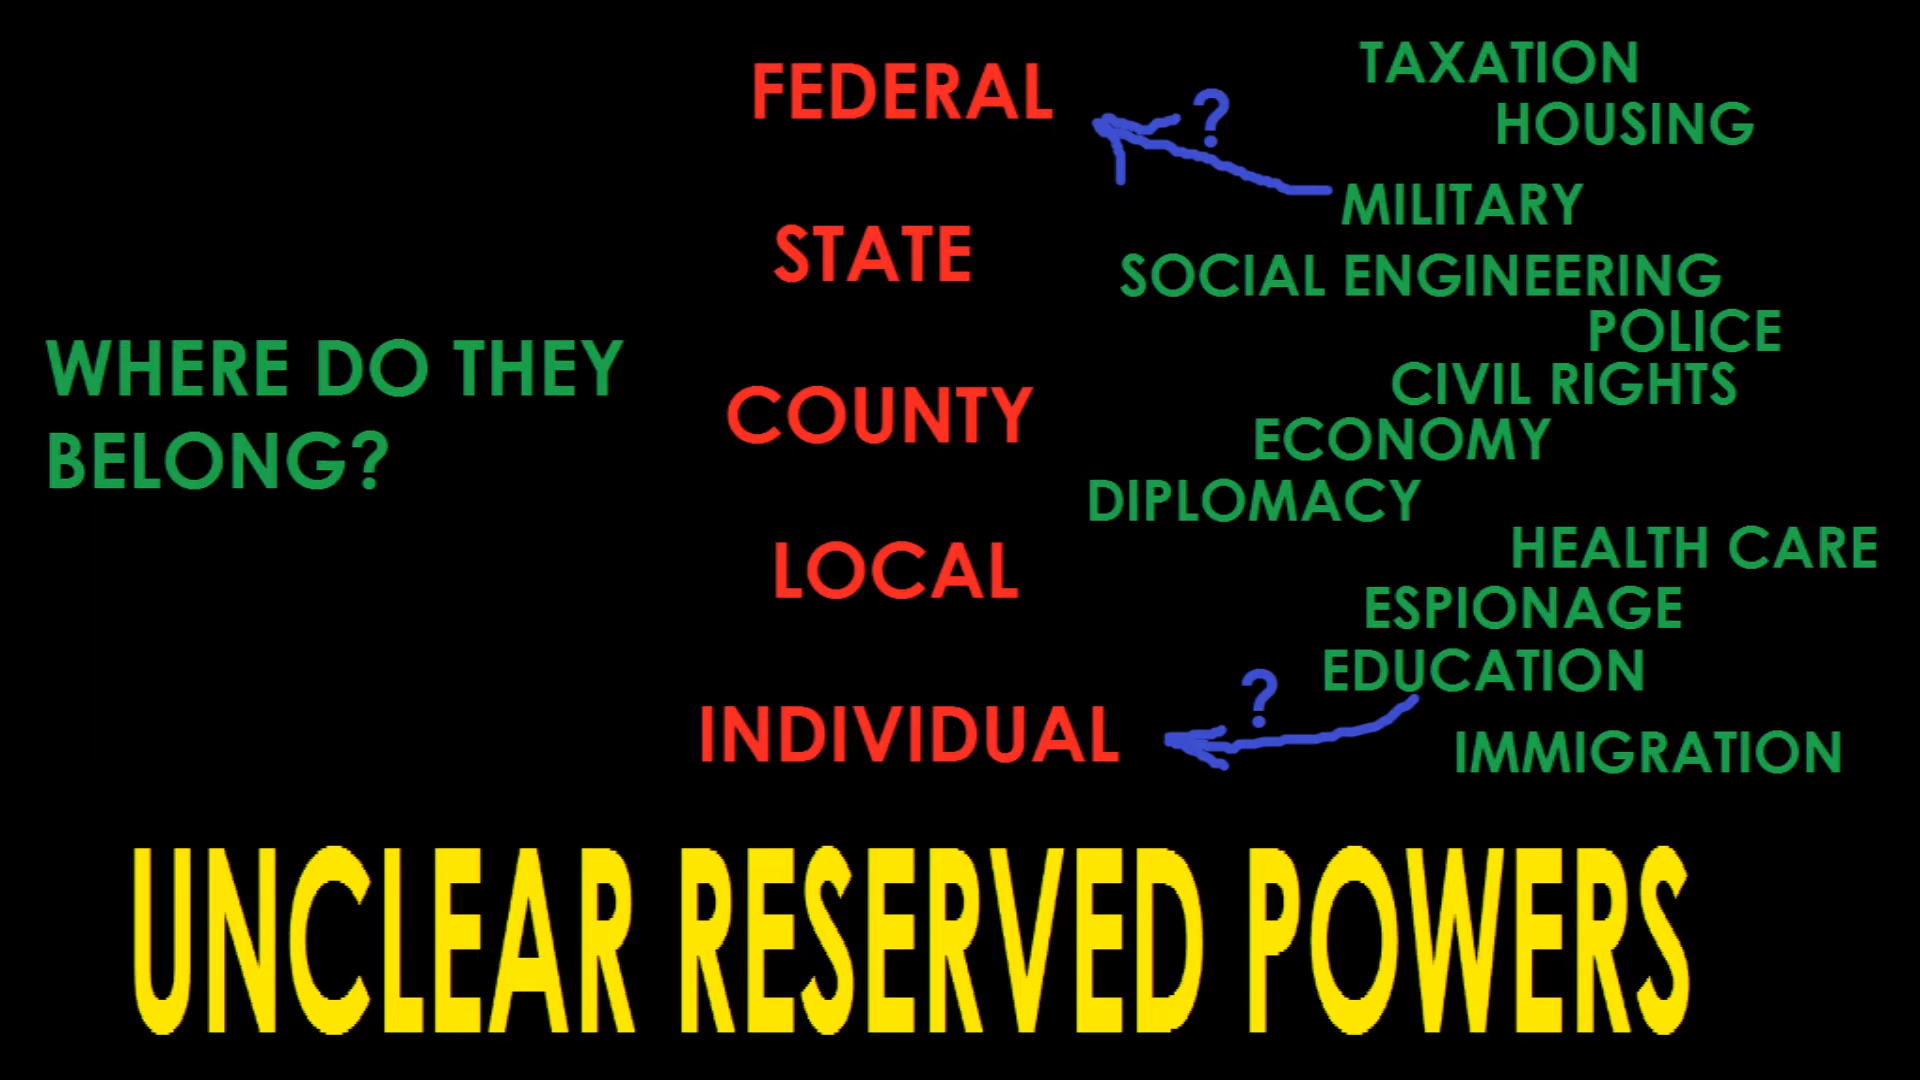 WHERE DO THEY
BELONG?
FEDERAL
STATE
COUNTY
LOCAL
INDIVIDUAL
?
?
TAXATION
HOUSING
MILITARY
SOCIAL ENGINEERING
POLICE
CIVIL RIGHTS
ECONOMY
DIPLOMACY
HEALTH CARE
ESPIONAGE
EDUCATION
IMMIGRATION
UNCLEAR RESERVED POWERS